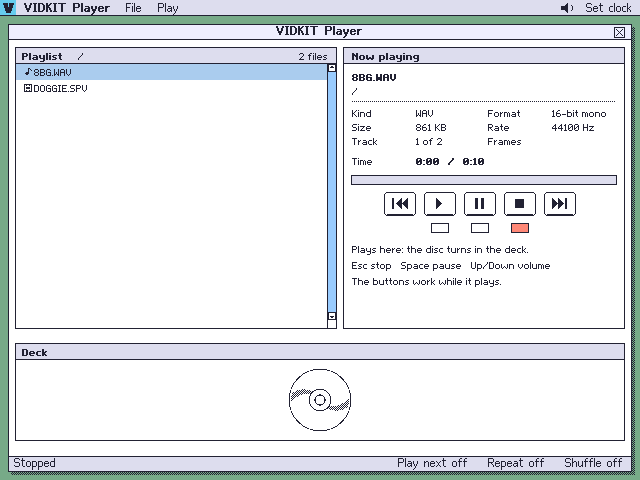 V VIDKIT Player File Play Set clock
VIDKIT Player
Playlist / 2 files
8BG.WAV
DOGGIE.SPV
Now playing
8BG.WAV
/
Kind WAV Format 16-bit mono
Size 861 KB Rate 44100 Hz
Track 1 of 2 Frames
Time 0:00 / 0:10
Plays here: the disc turns in the deck.
Esc stop Space pause Up/Down volume
The buttons work while it plays.
Deck
Stopped Play next off Repeat off Shuffle off